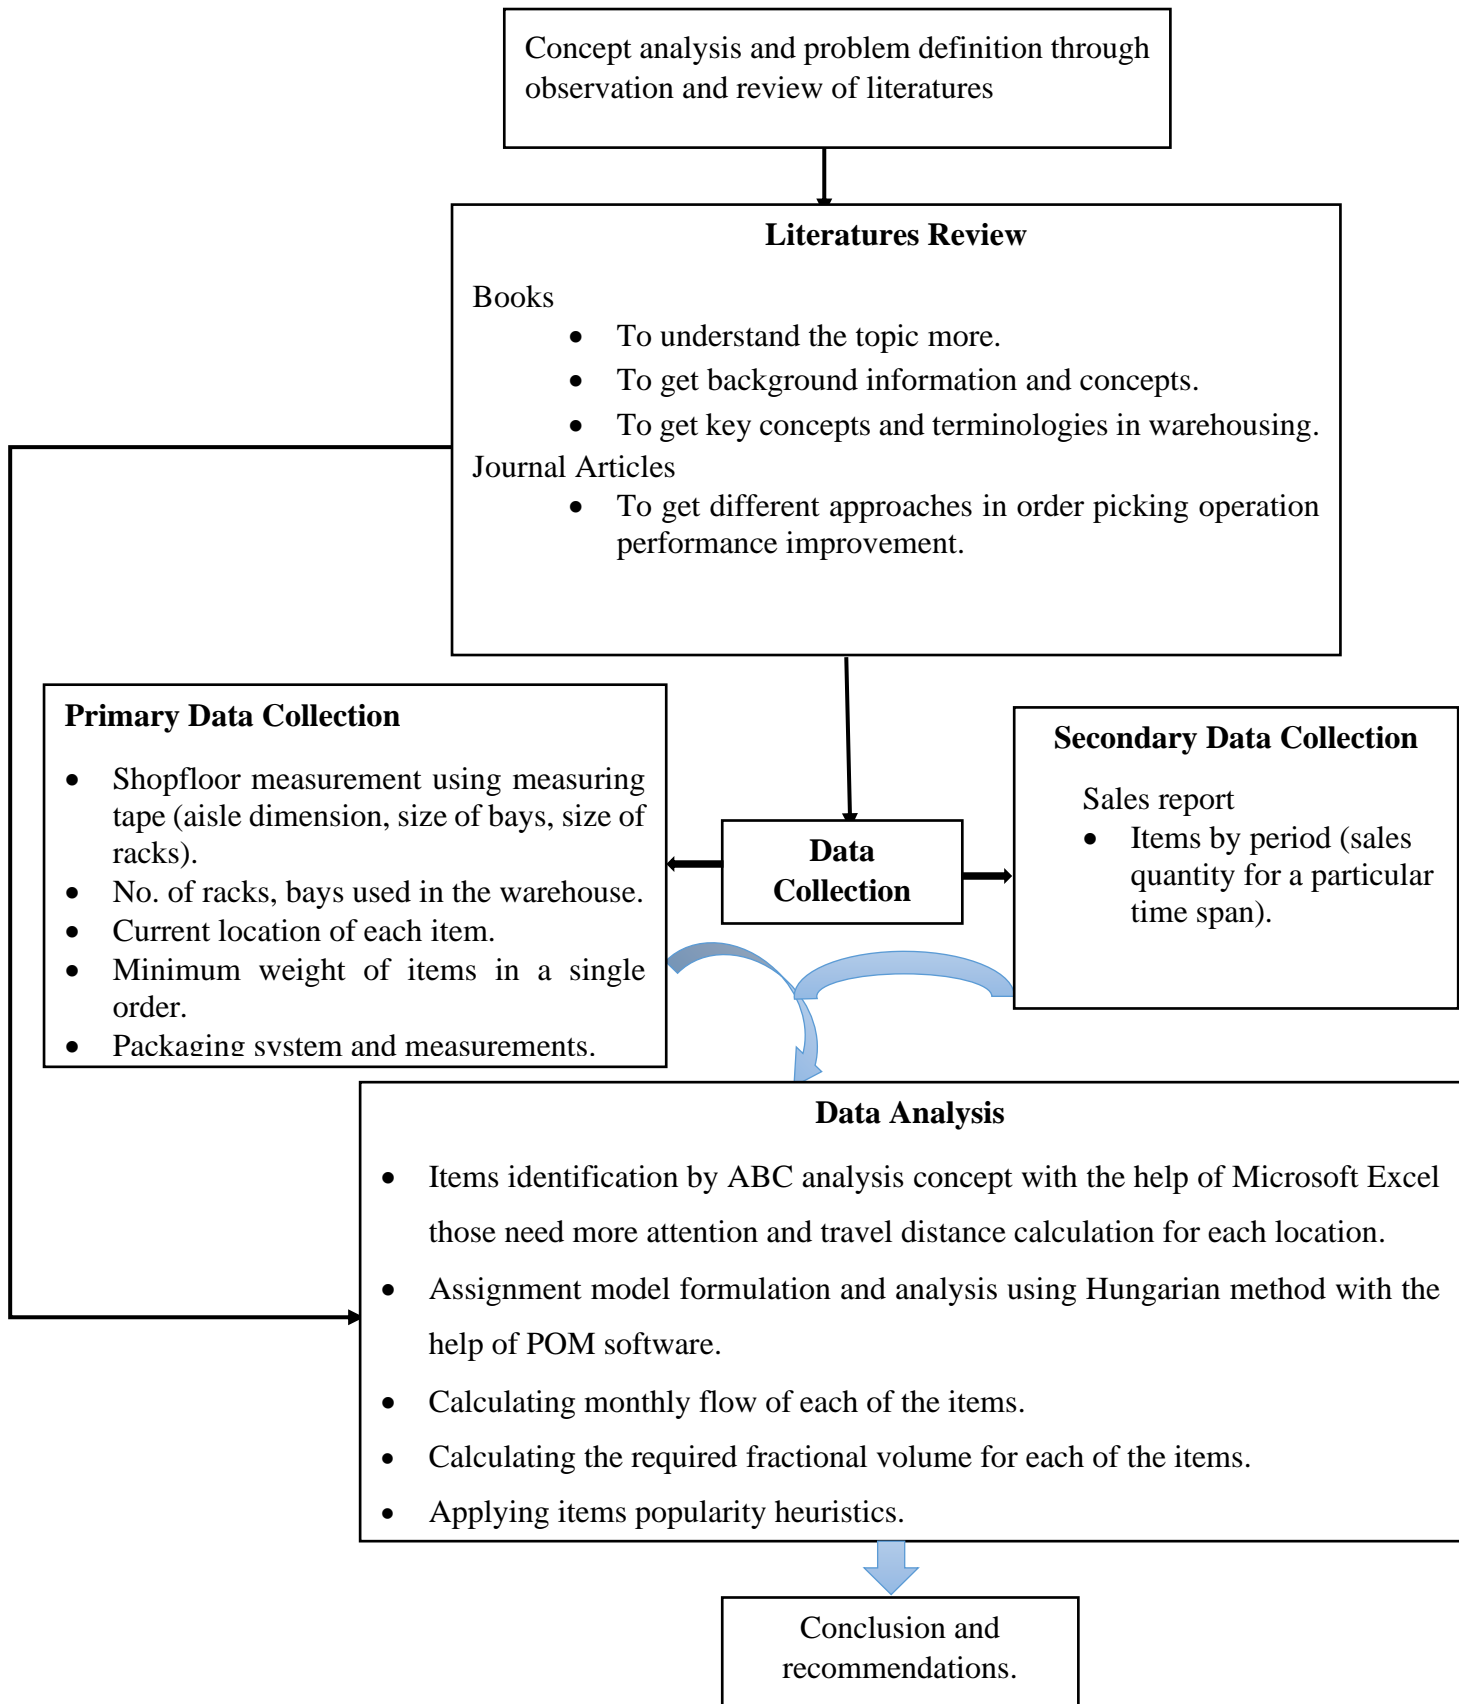 Concept analysis and problem definition through
observation and review of literatures
Literatures Review
Books
• To understand the topic more.
• To get background information and concepts.
• To get key concepts and terminologies in warehousing.
Journal Articles
• To get different approaches in order picking operation
performance improvement.
Primary Data Collection
• Shopfloor measurement using measuring
tape (aisle dimension, size of bays, size of
racks).
• No. of racks, bays used in the warehouse.
• Current location of each item.
• Minimum weight of items in a single
order.
• Packaging system and measurements.
Data
Collection
Secondary Data Collection
Sales report
• Items by period (sales
quantity for a particular
time span).
Data Analysis
• Items identification by ABC analysis concept with the help of Microsoft Excel
those need more attention and travel distance calculation for each location.
• Assignment model formulation and analysis using Hungarian method with the
help of POM software.
• Calculating monthly flow of each of the items.
• Calculating the required fractional volume for each of the items.
• Applying items popularity heuristics.
Conclusion and
recommendations.